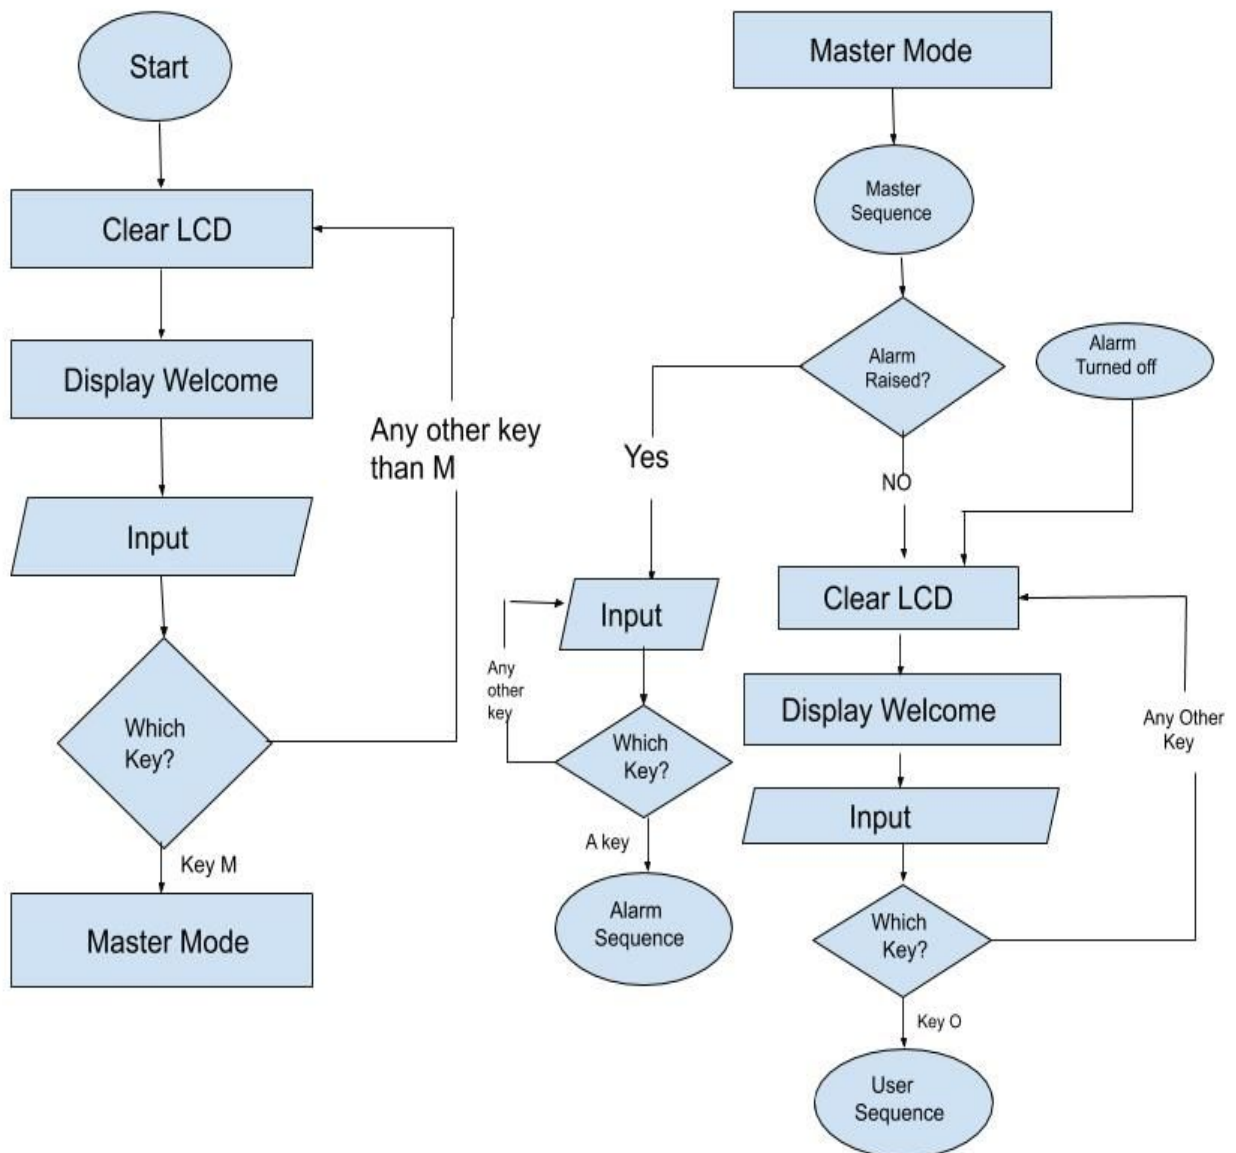 Start
Clear LCD
Display Welcome
Any other key
than M
Input
Which
Key?
Key M
Master Mode
Master Mode
Master
Sequence
Alarm
Raised?
Alarm
Turned off
Yes
NO
Input
Any
other
key
Which
Key?
A key
Alarm
Sequence
Clear LCD
Display Welcome
Any Other
Key
Input
Which
Key?
Key O
User
Sequence